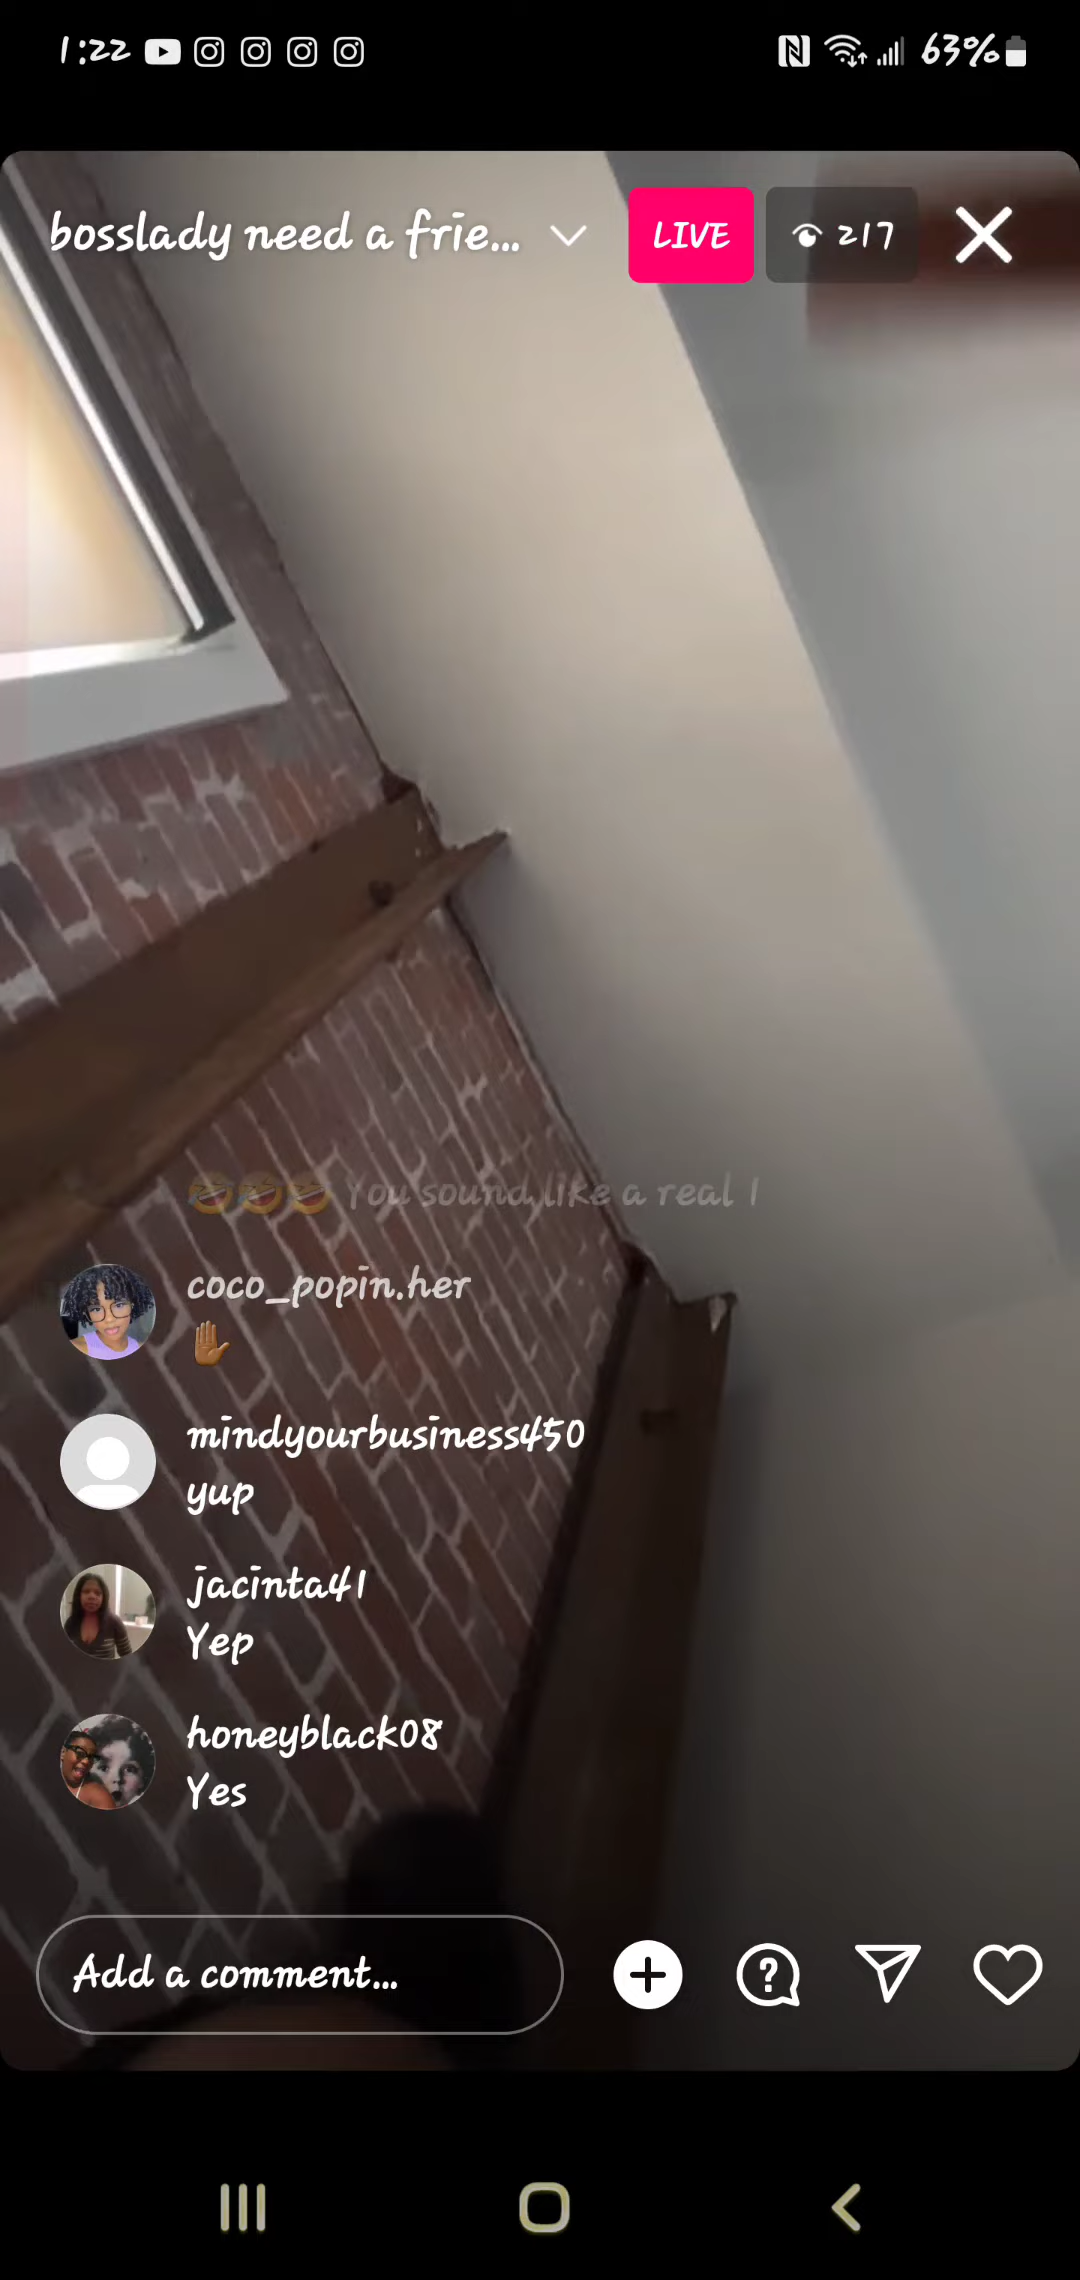 1:22
63%
bosslady need a frie...
LIVE
217
🤣🤣🤣 You sound like a real I
coco_popin.her
🤚🏾
mindyourbusiness450
yup
jacinta41
Yep
honeyblack08
Yes
Add a comment...